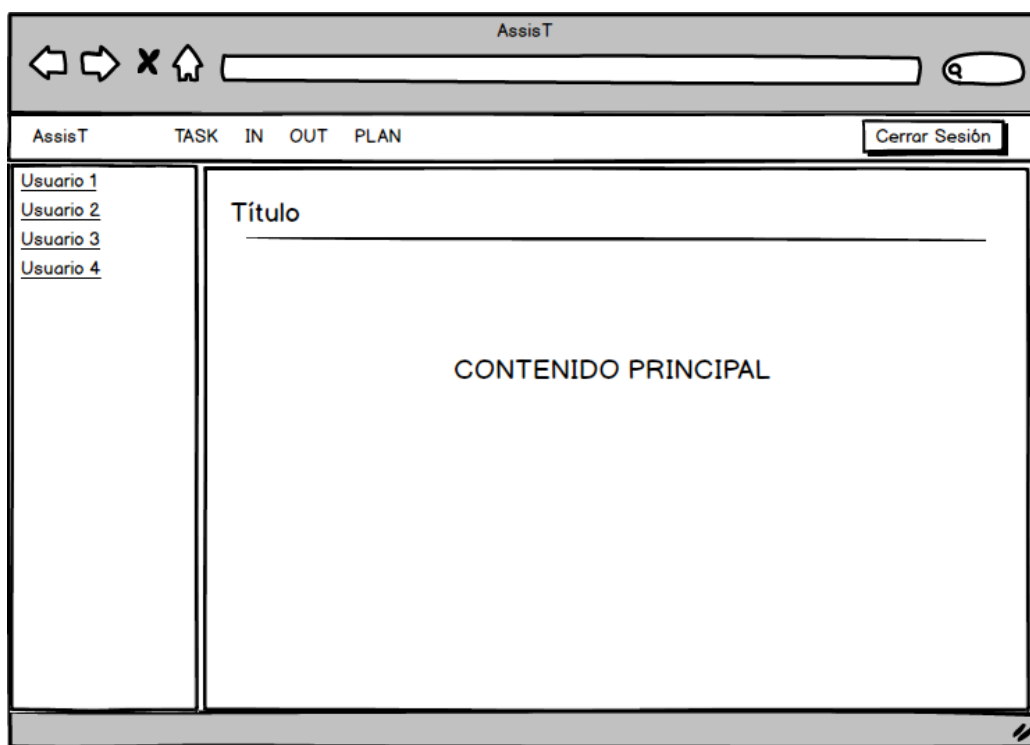 AssisT
AssisT TASK IN OUT PLAN Cerrar Sesión
Usuario 1
Usuario 2
Usuario 3
Usuario 4
Título
CONTENIDO PRINCIPAL